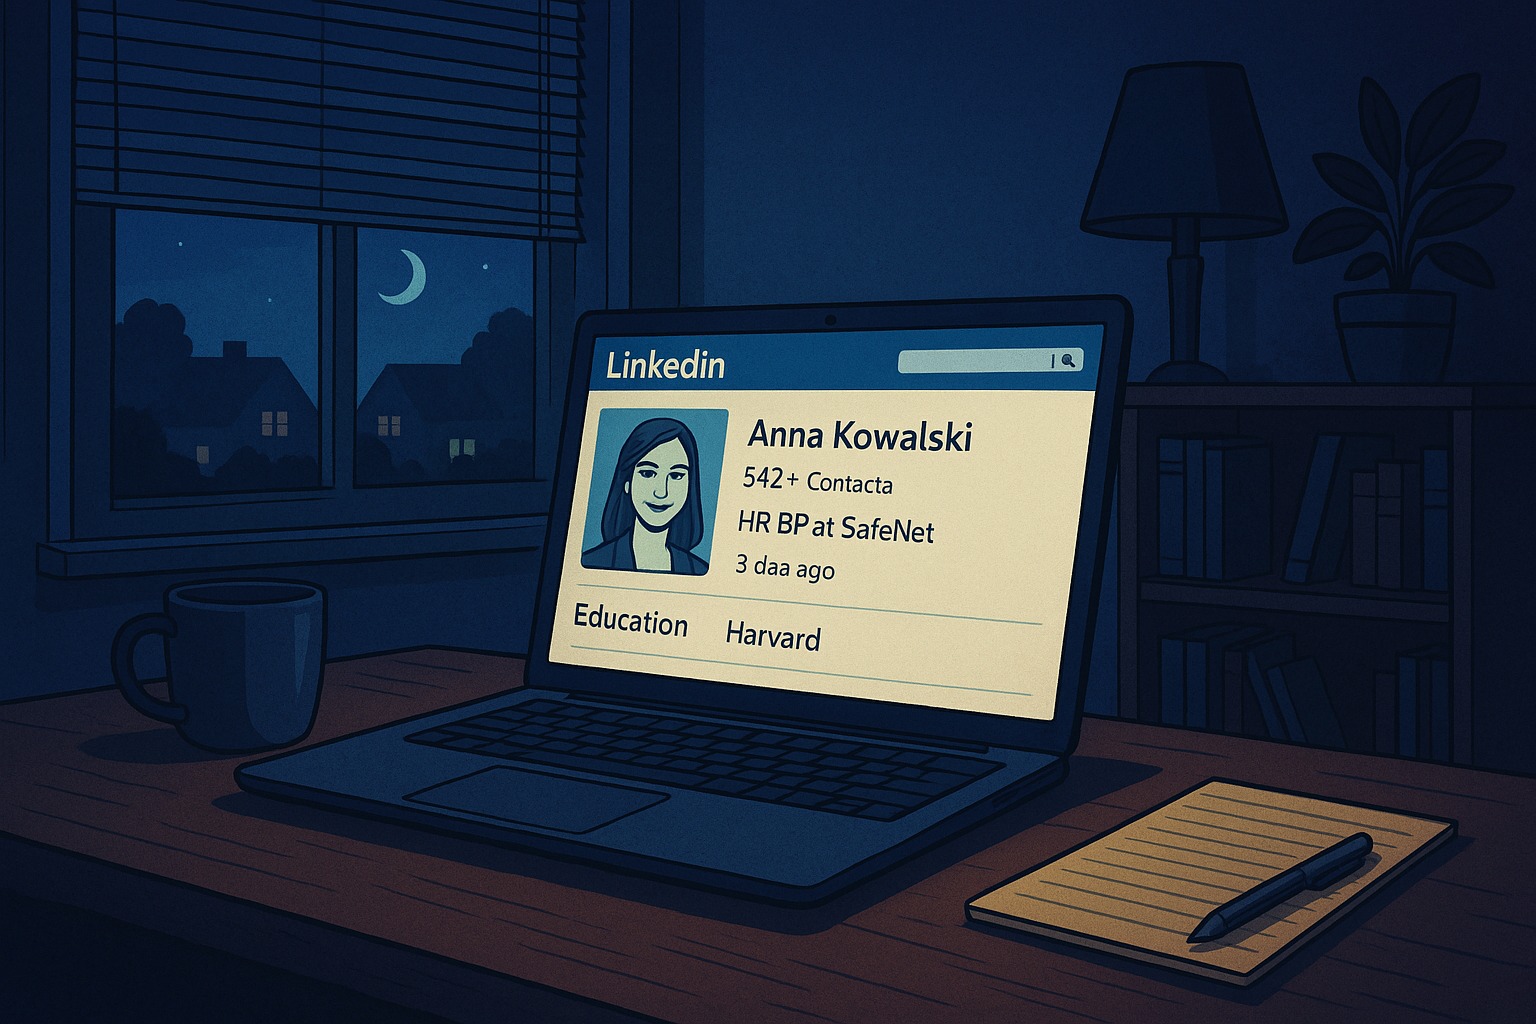 Linkedin
Anna Kowalski
542+ Contacta
HR BP at SafeNet
3 daa ago
Education Harvard